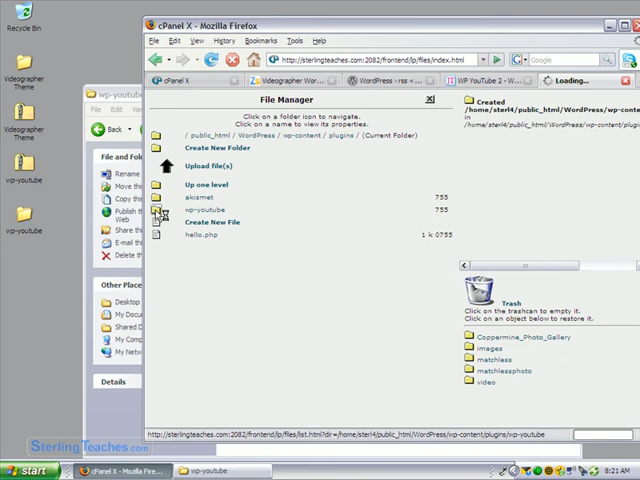 Recycle Bin
Videographer Theme
Videographer Theme
wp-youtube
wp-youtube
wp-youtube
File
Edit
Back
File and Fo
Rename
Move this
Copy this
Publish t
Web
Share this
E-mail thi
Delete this
Other Place
Desktop
My Docu
Shared D
My Comp
My Netw
Details
cPanel X - Mozilla Firefox
File Edit View History Bookmarks Tools Help
http://sterlingteaches.com:2082/frontend/lp/files/index.html
Google
cPanel X
Videographer Wor...
WordPress › rss « ...
WP YouTube 2 - ...
Loading...
File Manager
Click on a folder icon to navigate.
Click on a name to view its properties.
/ public_html / WordPress / wp-content / plugins / (Current Folder)
Create New Folder
Upload file(s)
Up one level
akismet 755
wp-youtube 755
Create New File
hello.php 1 k 0755
Created
/home/sterl4/public_html/WordPress/wp-conte
in
/home/sterl4/public_html/WordPress/wp-conte
Trash
Click on the trashcan to empty it.
Click on an object below to restore it.
Coppermine_Photo_Gallery
images
matchless
matchlessphoto
video
http://sterlingteaches.com:2082/frontend/lp/files/list.html?dir=/home/sterl4/public_html/WordPress/wp-content/plugins/wp-youtube
SterlingTeaches.com
start
cPanel X - Mozilla Fire...
wp-youtube
8:21 AM